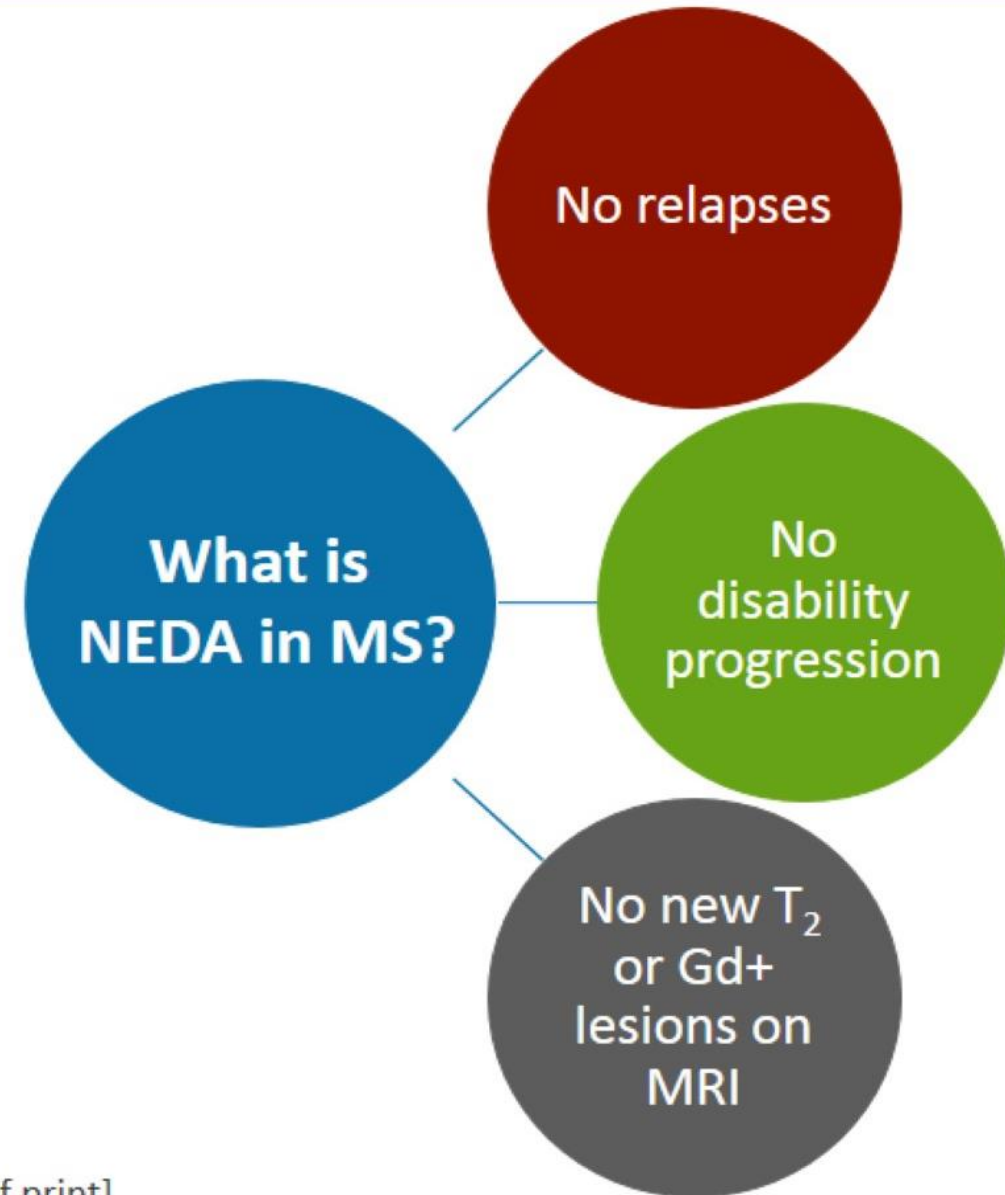 No relapses
What is
NEDA in MS?
No
disability
progression
No new T₂
or Gd+
lesions on
MRI
f print]